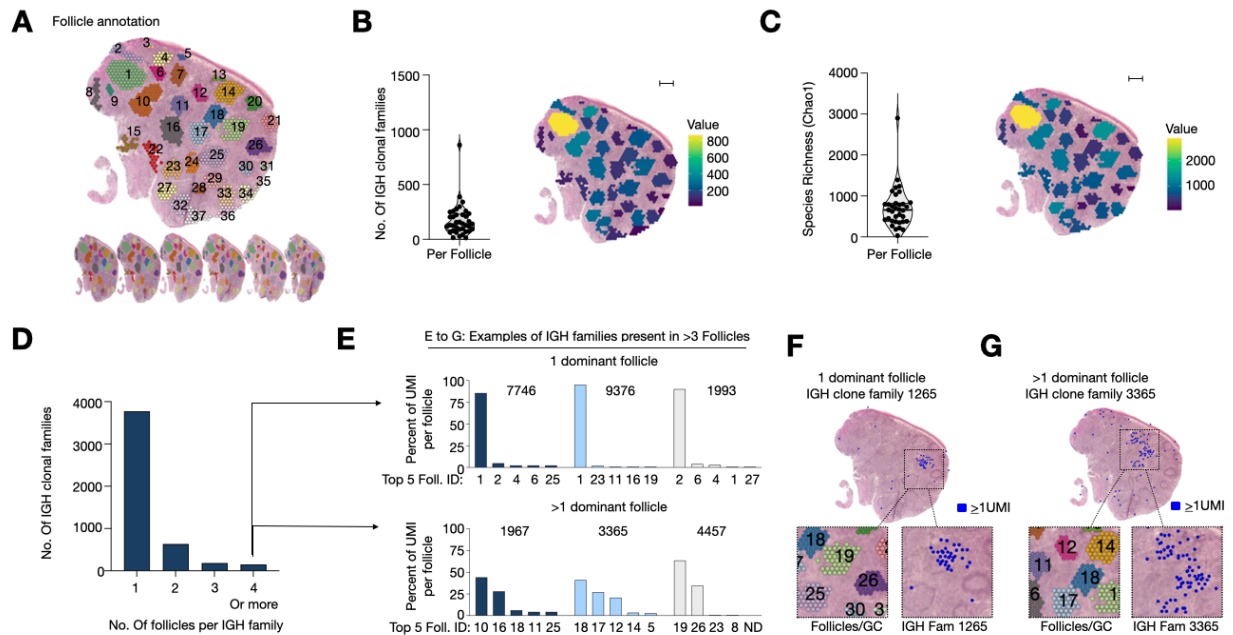 A
Follicle annotation
1
2
3
4
5
6
7
8
9
10
11
12
13
14
15
16
17
18
19
20
21
22
23
24
25
26
27
28
29
30
31
32
33
34
35
36
37
B
No. Of IGH clonal families
1500
1000
500
0
Per Follicle
Value
800
600
400
200
C
Species Richness (Chao1)
4000
3000
2000
1000
0
Per Follicle
Value
2000
1000
D
No. Of IGH clonal families
4000
3000
2000
1000
0
1 2 3 4
Or more
No. Of follicles per IGH family
E
E to G: Examples of IGH families present in >3 Follicles
1 dominant follicle
Percent of UMI
per follicle
100
75
50
25
0
7746 9376 1993
Top 5 Foll. ID: 1 2 4 6 25 1 23 11 16 19 2 6 4 1 27
>1 dominant follicle
Percent of UMI
per follicle
100
75
50
25
0
1967 3365 4457
Top 5 Foll. ID: 10 16 18 11 25 18 17 12 14 5 19 26 23 8 ND
F
1 dominant follicle
IGH clone family 1265
≥1UMI
18
19
7
26
25
30 31
Follicles/GC
IGH Fam 1265
G
>1 dominant follicle
IGH clone family 3365
≥1UMI
12 14
11
18
6 17 1
Follicles/GC
IGH Fam 3365